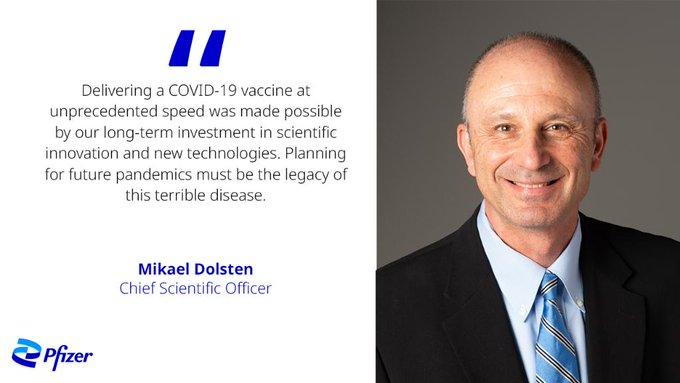 “
Delivering a COVID-19 vaccine at
unprecedented speed was made possible
by our long-term investment in scientific
innovation and new technologies. Planning
for future pandemics must be the legacy of
this terrible disease.
Mikael Dolsten
Chief Scientific Officer
Pfizer